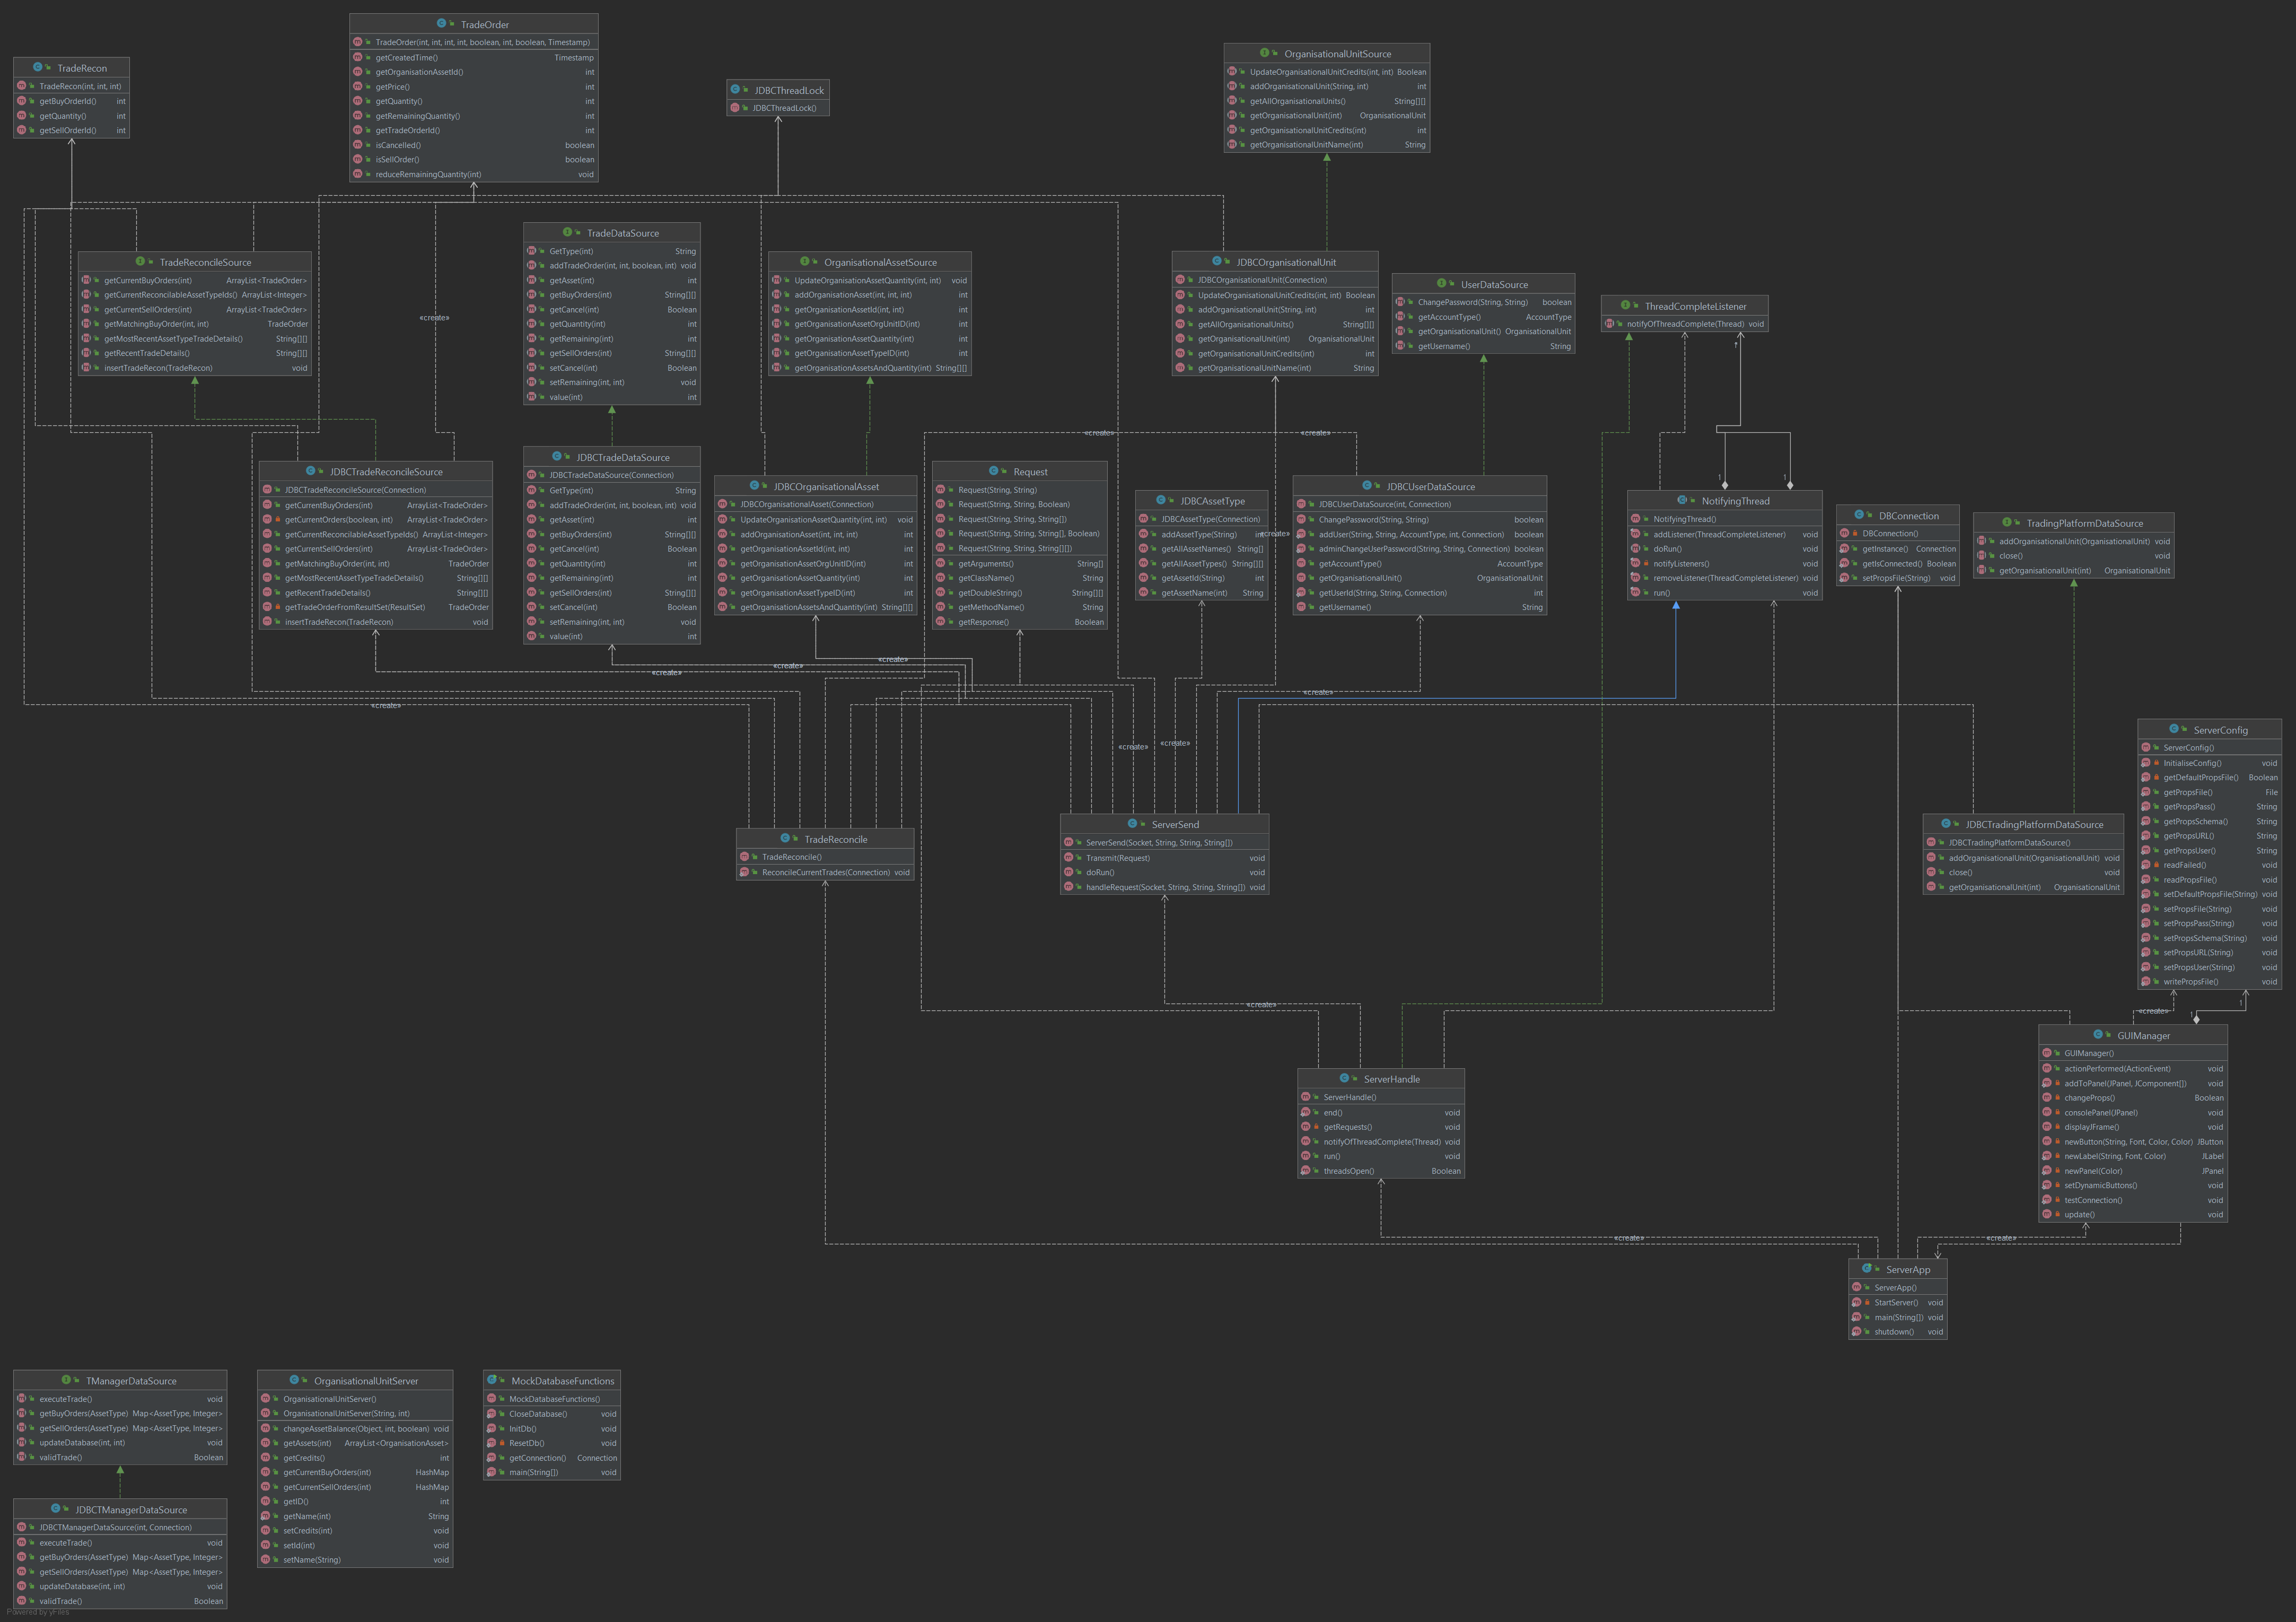 TradeOrder
TradeOrder(int, int, int, int, boolean, int, boolean, Timestamp)
getCreatedTime() Timestamp
getOrganisationAssetId() int
getPrice() int
getQuantity() int
getRemainingQuantity() int
getTradeOrderId() int
isCancelled() boolean
isSellOrder() boolean
reduceRemainingQuantity(int) void
TradeRecon
TradeRecon(int, int, int)
getBuyOrderId() int
getQuantity() int
getSellOrderId() int
JDBCThreadLock
JDBCThreadLock()
OrganisationalUnitSource
UpdateOrganisationalUnitCredits(int, int) Boolean
addOrganisationalUnit(String, int) int
getAllOrganisationalUnits() String[][]
getOrganisationalUnit(int) OrganisationalUnit
getOrganisationalUnitCredits(int) int
getOrganisationalUnitName(int) String
TradeReconcileSource
getCurrentBuyOrders(int) ArrayList<TradeOrder>
getCurrentReconcilableAssetTypeIds() ArrayList<Integer>
getCurrentSellOrders(int) ArrayList<TradeOrder>
getMatchingBuyOrder(int, int) TradeOrder
getMostRecentAssetTypeTradeDetails() String[][]
getRecentTradeDetails() String[][]
insertTradeRecon(TradeRecon) void
«create»
TradeDataSource
GetType(int) String
addTradeOrder(int, int, boolean, int) void
getAsset(int) int
getBuyOrders(int) String[][]
getCancel(int) Boolean
getQuantity(int) int
getRemaining(int) int
getSellOrders(int) String[][]
setCancel(int) Boolean
setRemaining(int, int) void
value(int) int
OrganisationalAssetSource
UpdateOrganisationAssetQuantity(int, int) void
addOrganisationAsset(int, int, int) int
getOrganisationAssetId(int, int) int
getOrganisationAssetOrgUnitID(int) int
getOrganisationAssetQuantity(int) int
getOrganisationAssetTypeID(int) int
getOrganisationAssetsAndQuantity(int) String[][]
JDBCOrganisationalUnit
JDBCOrganisationalUnit(Connection)
UpdateOrganisationalUnitCredits(int, int) Boolean
addOrganisationalUnit(String, int) int
getAllOrganisationalUnits() String[][]
getOrganisationalUnit(int) OrganisationalUnit
getOrganisationalUnitCredits(int) int
getOrganisationalUnitName(int) String
UserDataSource
ChangePassword(String, String) boolean
getAccountType() AccountType
getOrganisationalUnit() OrganisationalUnit
getUsername() String
ThreadCompleteListener
notifyOfThreadComplete(Thread) void
*
1
1
«create»
«create»
JDBCTradeReconcileSource
JDBCTradeReconcileSource(Connection)
getCurrentBuyOrders(int) ArrayList<TradeOrder>
getCurrentOrders(boolean, int) ArrayList<TradeOrder>
getCurrentReconcilableAssetTypeIds() ArrayList<Integer>
getCurrentSellOrders(int) ArrayList<TradeOrder>
getMatchingBuyOrder(int, int) TradeOrder
getMostRecentAssetTypeTradeDetails() String[][]
getRecentTradeDetails() String[][]
getTradeOrderFromResultSet(ResultSet) TradeOrder
insertTradeRecon(TradeRecon) void
JDBCTradeDataSource
JDBCTradeDataSource(Connection)
GetType(int) String
addTradeOrder(int, int, boolean, int) void
getAsset(int) int
getBuyOrders(int) String[][]
getCancel(int) Boolean
getQuantity(int) int
getRemaining(int) int
getSellOrders(int) String[][]
setCancel(int) Boolean
setRemaining(int, int) void
value(int) int
JDBCOrganisationalAsset
JDBCOrganisationalAsset(Connection)
UpdateOrganisationAssetQuantity(int, int) void
addOrganisationAsset(int, int, int) int
getOrganisationAssetId(int, int) int
getOrganisationAssetOrgUnitID(int) int
getOrganisationAssetQuantity(int) int
getOrganisationAssetTypeID(int) int
getOrganisationAssetsAndQuantity(int) String[][]
Request
Request(String, String)
Request(String, String, Boolean)
Request(String, String, String[])
Request(String, String, String[], Boolean)
Request(String, String, String[][])
getArguments() String[]
getClassName() String
getDoubleString() String[][]
getMethodName() String
getResponse() Boolean
JDBCAssetType
JDBCAssetType(Connection)
addAssetType(String) int
getAllAssetNames() String[]
getAllAssetTypes() String[][]
getAssetId(String) int
getAssetName(int) String
«create»
JDBCUserDataSource
JDBCUserDataSource(int, Connection)
ChangePassword(String, String) boolean
addUser(String, String, AccountType, int, Connection) boolean
adminChangeUserPassword(String, String, Connection) boolean
getAccountType() AccountType
getOrganisationalUnit() OrganisationalUnit
getUserId(String, String, Connection) int
getUsername() String
NotifyingThread
NotifyingThread()
addListener(ThreadCompleteListener) void
doRun() void
notifyListeners() void
removeListener(ThreadCompleteListener) void
run() void
DBConnection
DBConnection()
getInstance() Connection
getIsConnected() Boolean
setPropsFile(String) void
TradingPlatformDataSource
addOrganisationalUnit(OrganisationalUnit) void
close() void
getOrganisationalUnit(int) OrganisationalUnit
«create»
«create»
«create»
«create»
«create»
«create»
«create»
ServerConfig
ServerConfig()
InitialiseConfig() void
getDefaultPropsFile() Boolean
getPropsFile() File
getPropsPass() String
getPropsSchema() String
getPropsURL() String
getPropsUser() String
readFailed() void
readPropsFile() void
setDefaultPropsFile(String) void
setPropsFile(String) void
setPropsPass(String) void
setPropsSchema(String) void
setPropsURL(String) void
setPropsUser(String) void
writePropsFile() void
TradeReconcile
TradeReconcile()
ReconcileCurrentTrades(Connection) void
ServerSend
ServerSend(Socket, String, String, String[])
Transmit(Request) void
doRun() void
handleRequest(Socket, String, String, String[]) void
JDBCTradingPlatformDataSource
JDBCTradingPlatformDataSource()
addOrganisationalUnit(OrganisationalUnit) void
close() void
getOrganisationalUnit(int) OrganisationalUnit
«create»
«create»
1
1
GUIManager
GUIManager()
actionPerformed(ActionEvent) void
addToPanel(JPanel, JComponent[]) void
changeProps() Boolean
consolePanel(JPanel) void
displayJFrame() void
newButton(String, Font, Color, Color) JButton
newLabel(String, Font, Color) JLabel
newPanel(Color) JPanel
setDynamicButtons() void
testConnection() void
update() void
ServerHandle
ServerHandle()
end() void
getRequests() void
notifyOfThreadComplete(Thread) void
run() void
threadsOpen() Boolean
«create»
«create»
ServerApp
ServerApp()
StartServer() void
main(String[]) void
shutdown() void
TManagerDataSource
executeTrade() void
getBuyOrders(AssetType) Map<AssetType, Integer>
getSellOrders(AssetType) Map<AssetType, Integer>
updateDatabase(int, int) void
validTrade() Boolean
OrganisationalUnitServer
OrganisationalUnitServer()
OrganisationalUnitServer(String, int)
changeAssetBalance(Object, int, boolean) void
getAssets(int) ArrayList<OrganisationAsset>
getCredits() int
getCurrentBuyOrders(int) HashMap
getCurrentSellOrders(int) HashMap
getID() int
getName(int) String
setCredits(int) void
setId(int) void
setName(String) void
MockDatabaseFunctions
MockDatabaseFunctions()
CloseDatabase() void
InitDb() void
ResetDb() void
getConnection() Connection
main(String[]) void
JDBCTManagerDataSource
JDBCTManagerDataSource(int, Connection)
executeTrade() void
getBuyOrders(AssetType) Map<AssetType, Integer>
getSellOrders(AssetType) Map<AssetType, Integer>
updateDatabase(int, int) void
validTrade() Boolean
Powered by yFiles